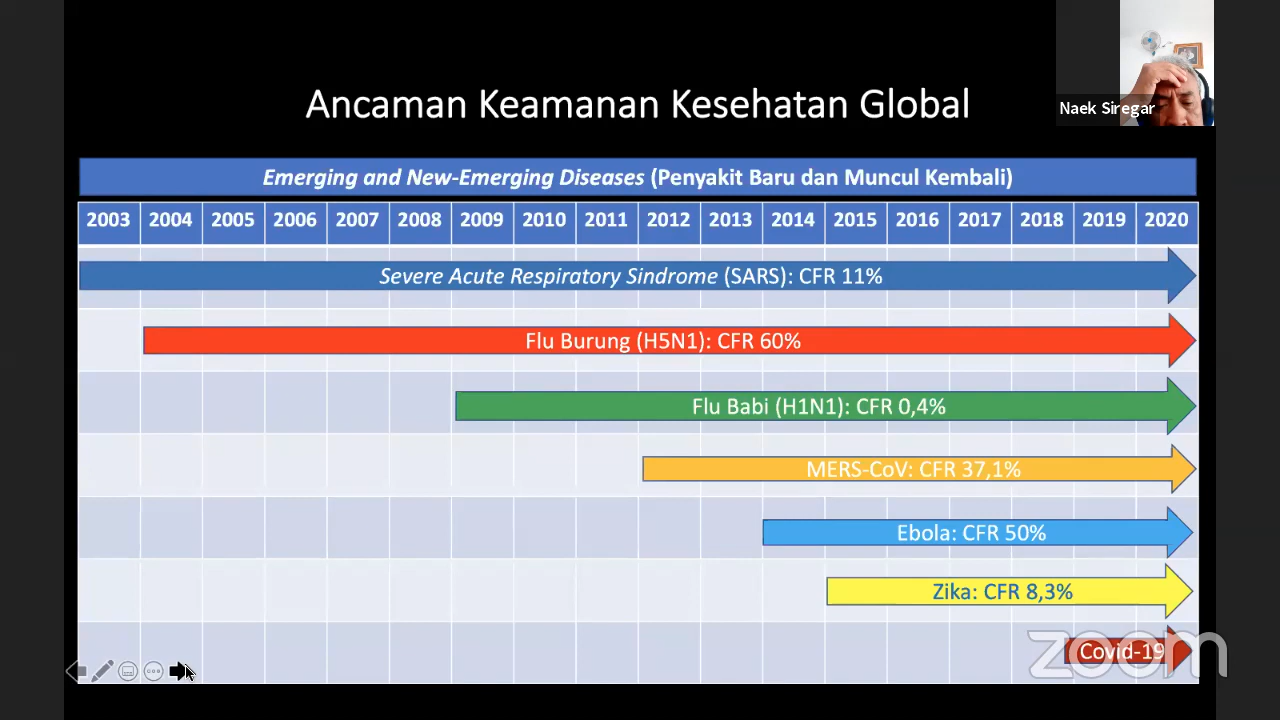 Ancaman Keamanan Kesehatan Global
Naek Siregar
Emerging and New-Emerging Diseases (Penyakit Baru dan Muncul Kembali)
2003 2004 2005 2006 2007 2008 2009 2010 2011 2012 2013 2014 2015 2016 2017 2018 2019 2020
Severe Acute Respiratory Sindrome (SARS): CFR 11%
Flu Burung (H5N1): CFR 60%
Flu Babi (H1N1): CFR 0,4%
MERS-CoV: CFR 37,1%
Ebola: CFR 50%
Zika: CFR 8,3%
Covid-19
zoom